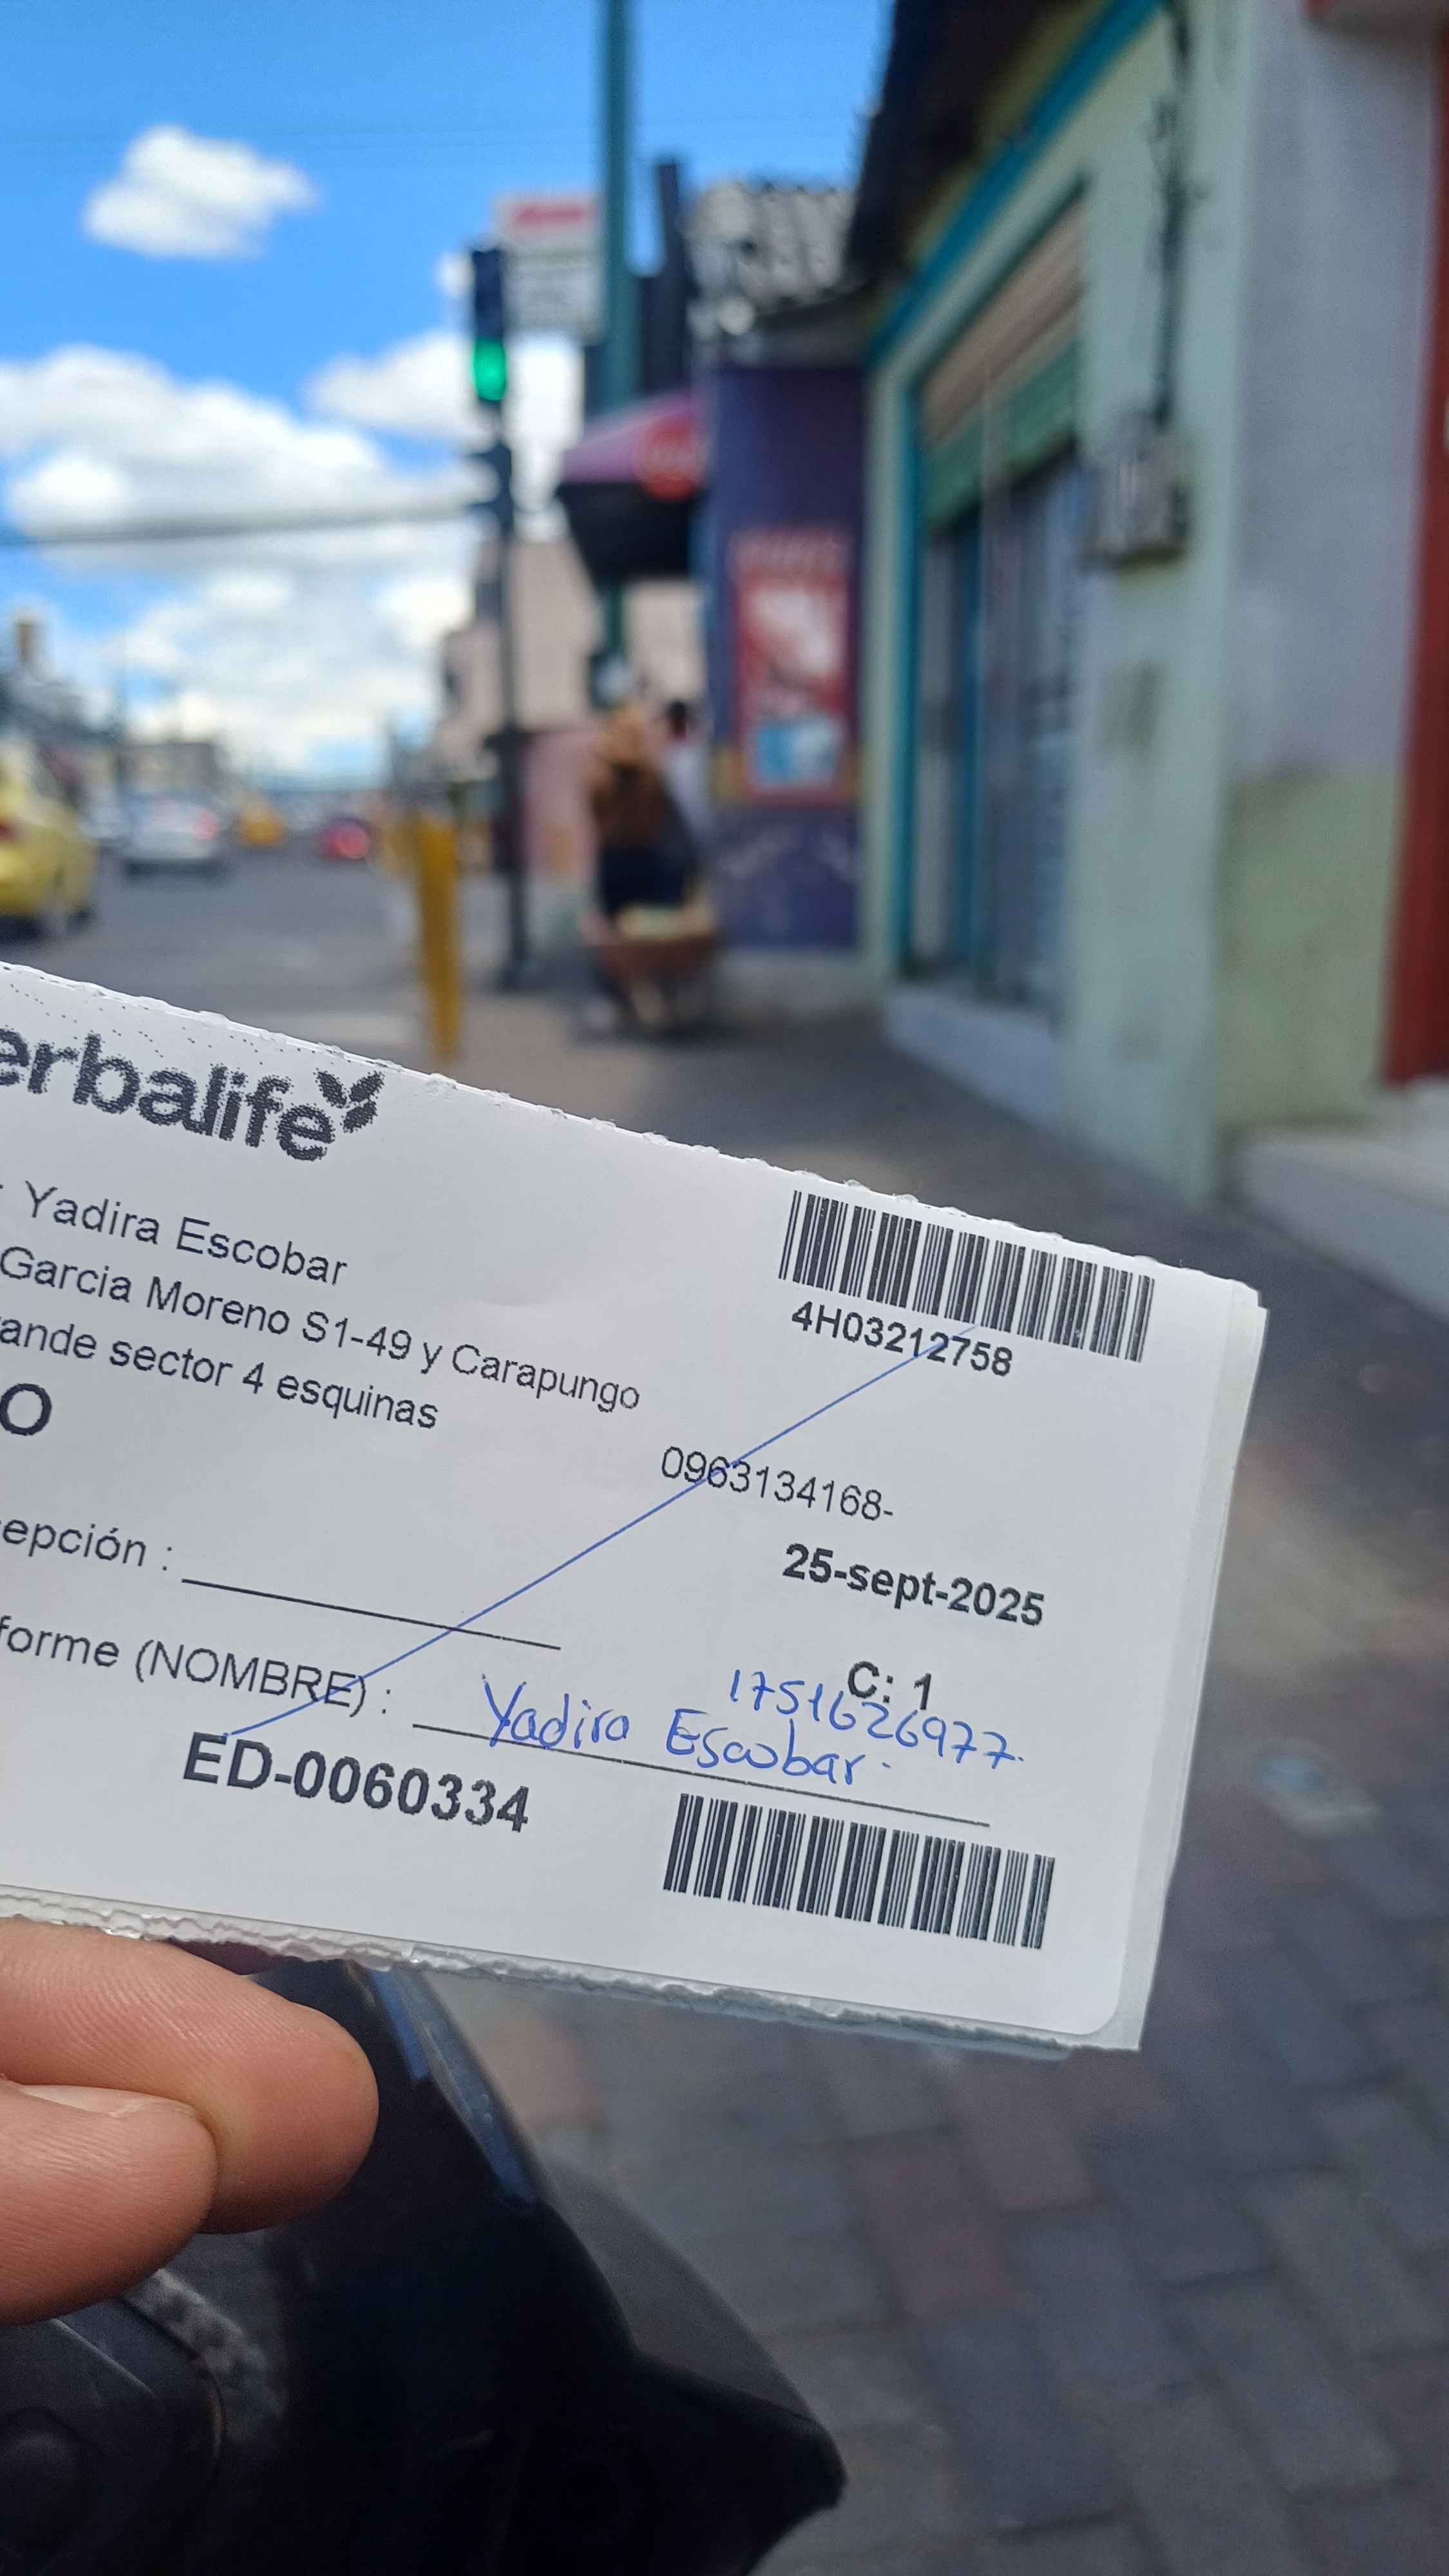 erbalife
: Yadira Escobar
Garcia Moreno S1-49 y Carapungo
ande sector 4 esquinas
O
4H03212758
0963134168-
25-sept-2025
epción :
C: 1
forme (NOMBRE) :
1751626977.
Yadira Escobar.
ED-0060334